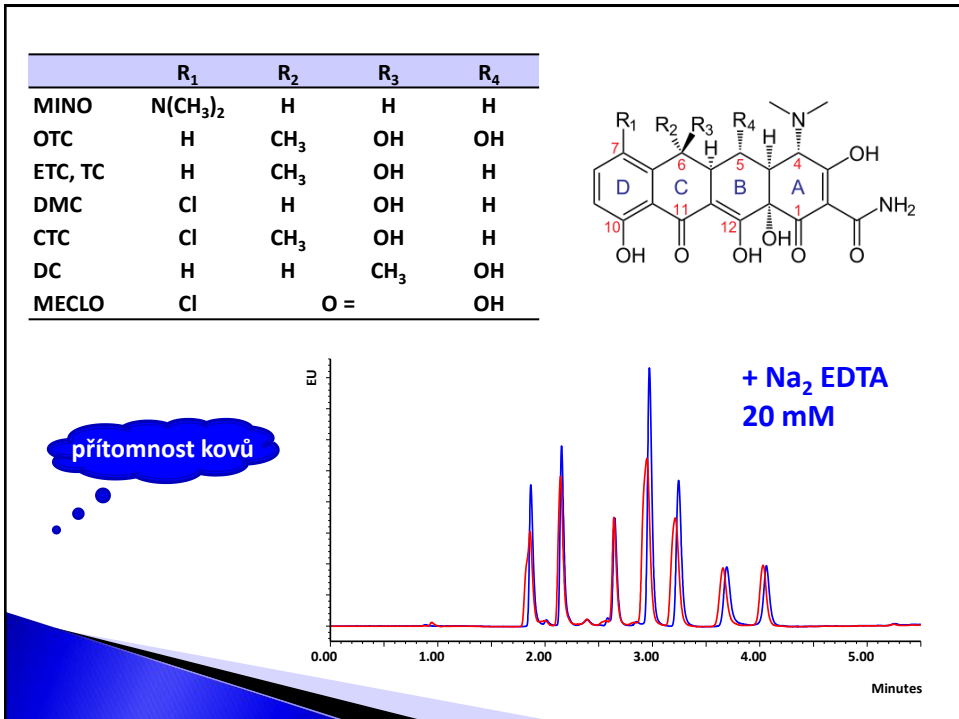 R1 R2 R3 R4
MINO N(CH3)2 H H H
OTC H CH3 OH OH
ETC, TC H CH3 OH H
DMC Cl H OH H
CTC Cl CH3 OH H
DC H H CH3 OH
MECLO Cl O = OH
R1 R2 R3 R4 N
7 6 H 5 H 4 OH
D C B A
NH2
10 11 12 1
OH O OH OH O O
přítomnost kovů
EU
+ Na2 EDTA
20 mM
0.00 1.00 2.00 3.00 4.00 5.00
Minutes